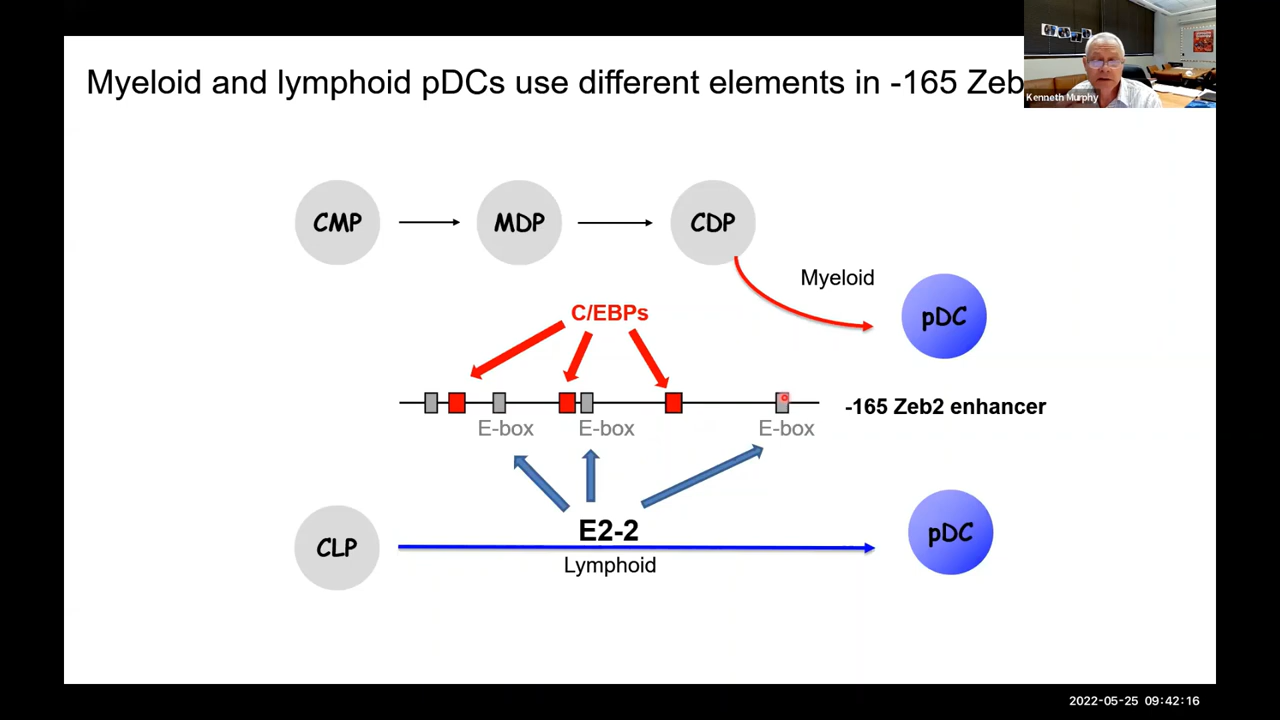 Myeloid and lymphoid pDCs use different elements in -165 Zeb
Kenneth Murphy
CMP
MDP
CDP
Myeloid
pDC
C/EBPs
-165 Zeb2 enhancer
E-box
E-box
E-box
E2-2
CLP
pDC
Lymphoid
2022-05-25 09:42:16